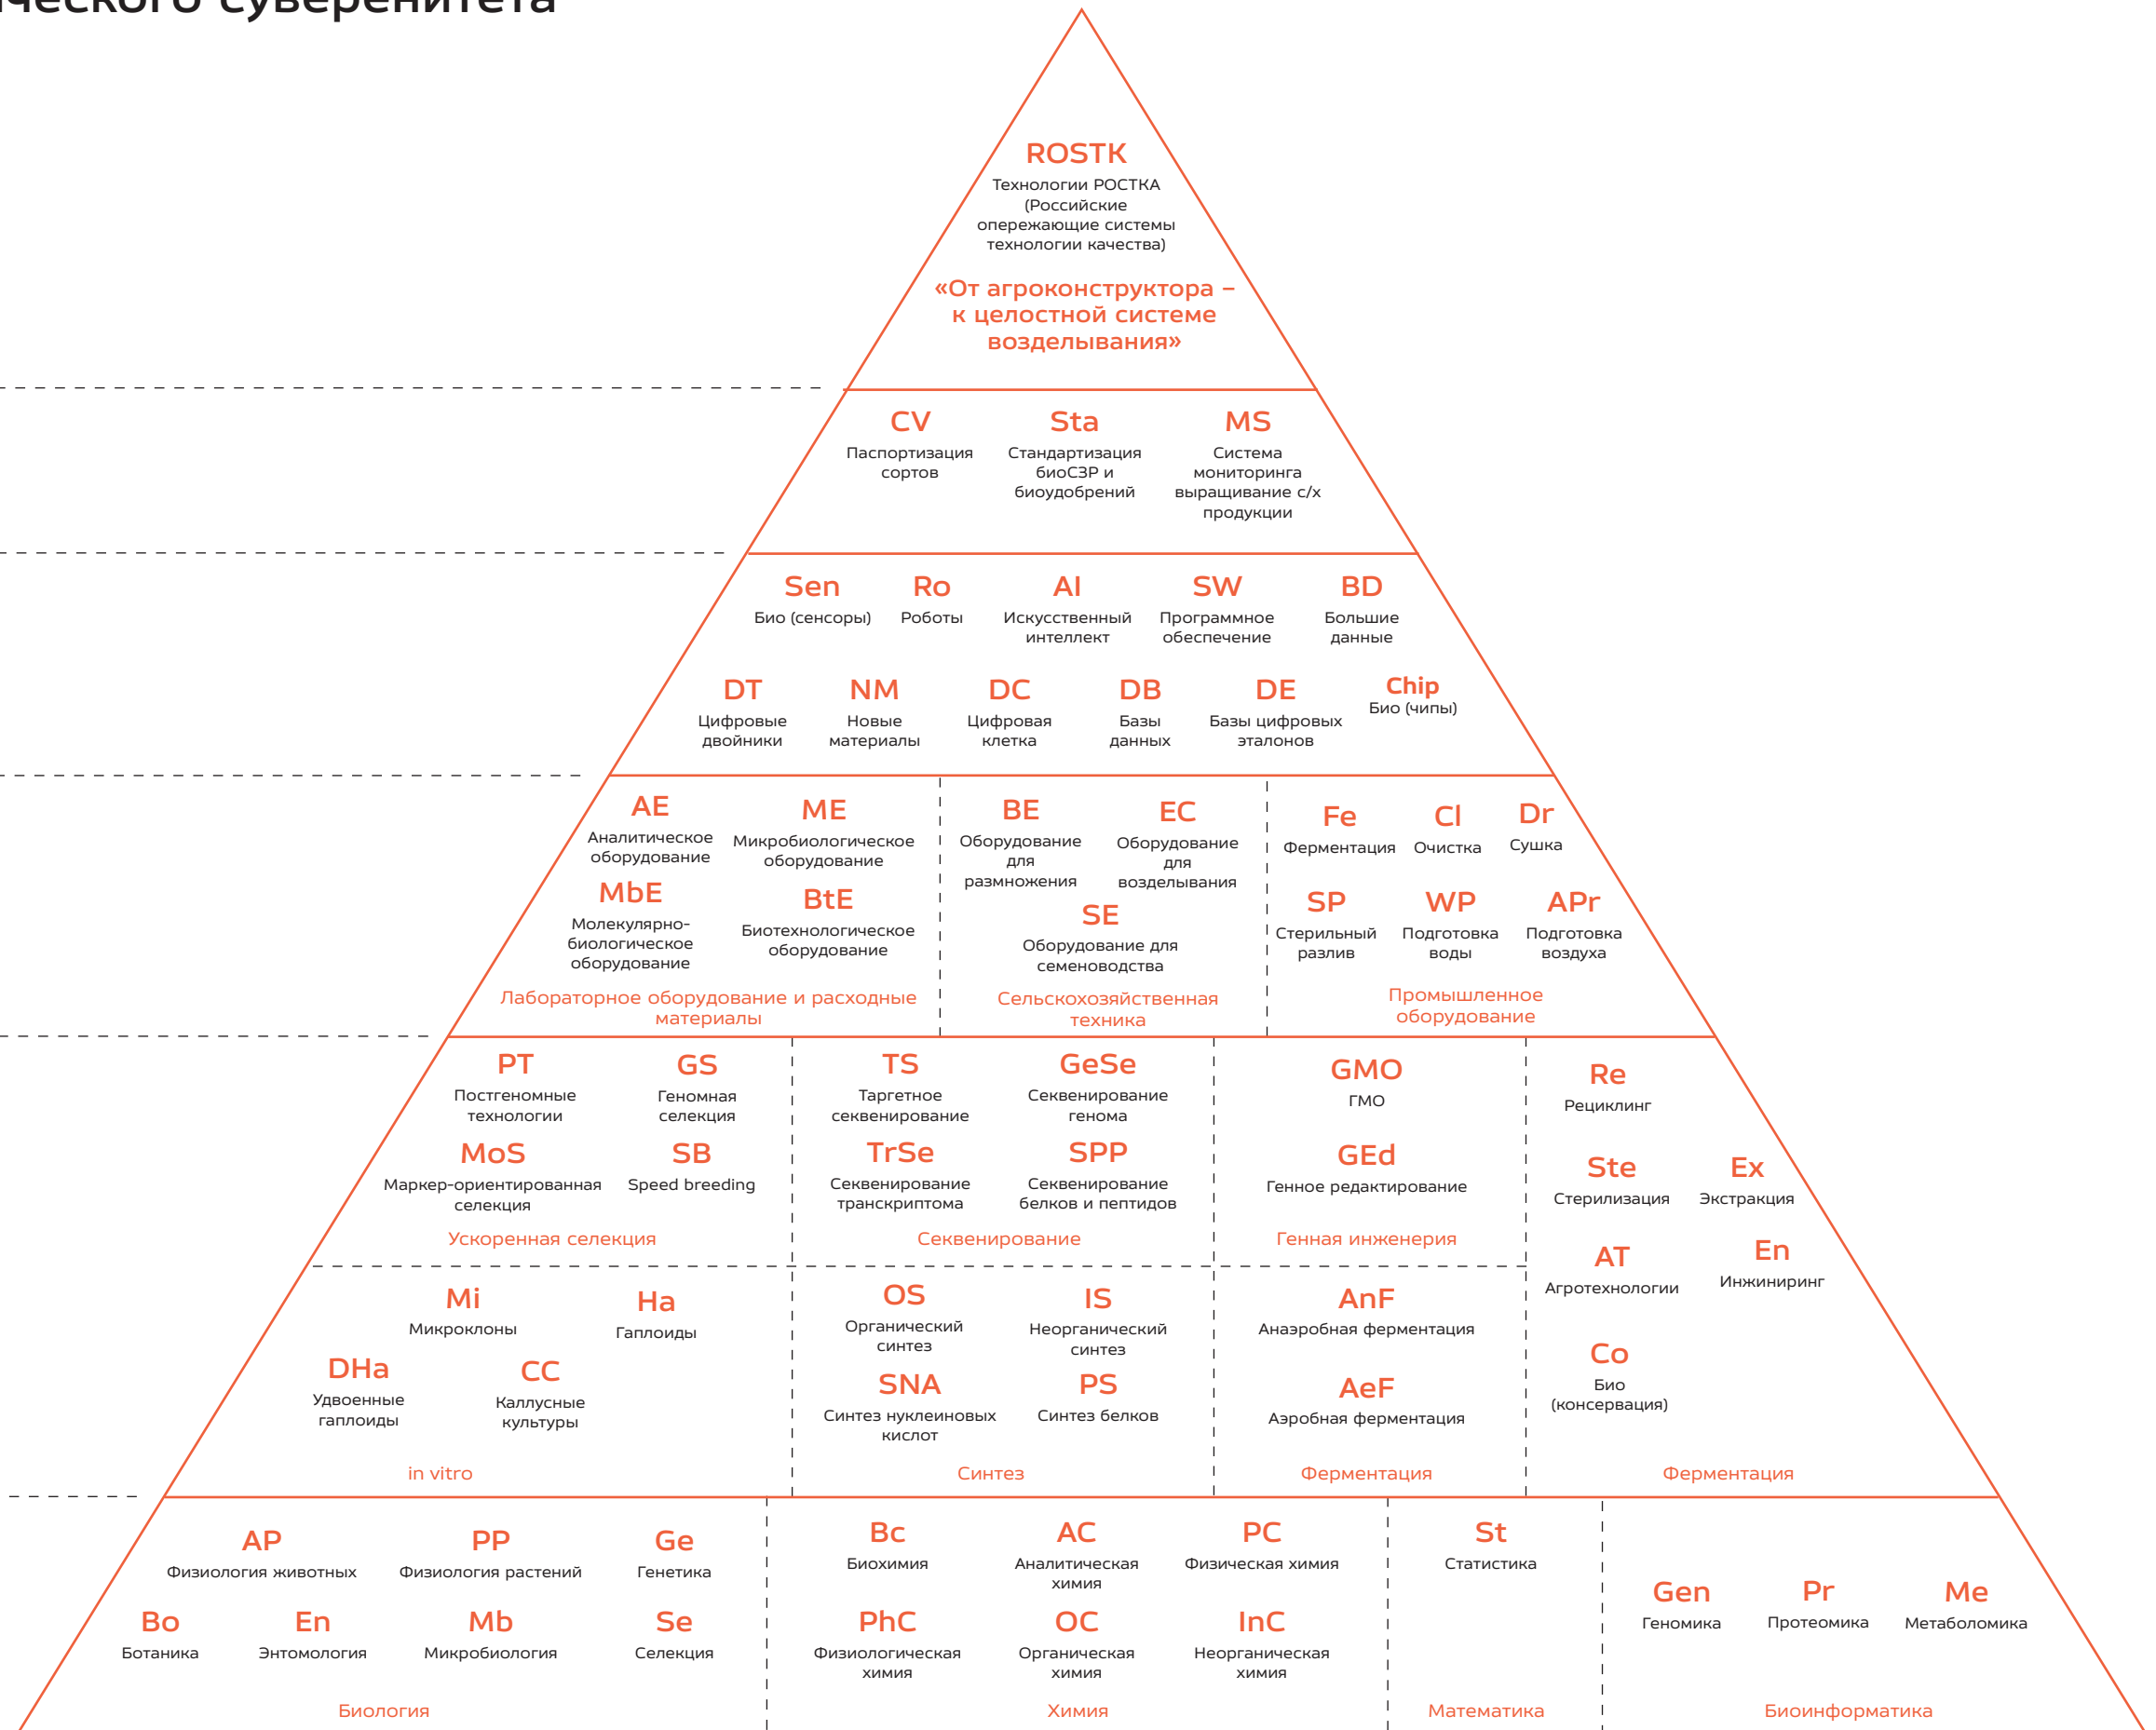 ческого суверенитета
ROSTK
Технологии РОСТКА
(Российские
опережающие системы
технологии качества)
«От агроконструктора –
к целостной системе
возделывания»
CV
Паспортизация
сортов
Sta
Стандартизация
биоСЗР и
биоудобрений
MS
Система
мониторинга
выращивание с/х
продукции
Sen
Био (сенсоры)
Ro
Роботы
AI
Искусственный
интеллект
SW
Программное
обеспечение
BD
Большие
данные
DT
Цифровые
двойники
NM
Новые
материалы
DC
Цифровая
клетка
DB
Базы
данных
DE
Базы цифровых
эталонов
Chip
Био (чипы)
AE
Аналитическое
оборудование
ME
Микробиологическое
оборудование
MbE
Молекулярно-
биологическое
оборудование
BtE
Биотехнологическое
оборудование
Лабораторное оборудование и расходные
материалы
BE
Оборудование
для
размножения
EC
Оборудование
для
возделывания
SE
Оборудование для
семеноводства
Сельскохозяйственная
техника
Fe
Ферментация
Cl
Очистка
Dr
Сушка
SP
Стерильный
разлив
WP
Подготовка
воды
APr
Подготовка
воздуха
Промышленное
оборудование
PT
Постгеномные
технологии
GS
Геномная
селекция
MoS
Маркер-ориентированная
селекция
SB
Speed breeding
Ускоренная селекция
TS
Таргетное
секвенирование
GeSe
Секвенирование
генома
TrSe
Секвенирование
транскриптома
SPP
Секвенирование
белков и пептидов
Секвенирование
GMO
ГМО
GEd
Генное редактирование
Генная инженерия
Re
Рециклинг
Ste
Стерилизация
Ex
Экстракция
AT
Агротехнологии
En
Инжиниринг
Co
Био
(консервация)
Ферментация
Mi
Микроклоны
Ha
Гаплоиды
DHa
Удвоенные
гаплоиды
CC
Каллусные
культуры
in vitro
OS
Органический
синтез
IS
Неорганический
синтез
SNA
Синтез нуклеиновых
кислот
PS
Синтез белков
Синтез
AnF
Анаэробная ферментация
AeF
Аэробная ферментация
Ферментация
AP
Физиология животных
PP
Физиология растений
Ge
Генетика
Bo
Ботаника
En
Энтомология
Mb
Микробиология
Se
Селекция
Биология
Bc
Биохимия
AC
Аналитическая
химия
PC
Физическая химия
PhC
Физиологическая
химия
OC
Органическая
химия
InC
Неорганическая
химия
Химия
St
Статистика
Математика
Gen
Геномика
Pr
Протеомика
Me
Метаболомика
Биоинформатика